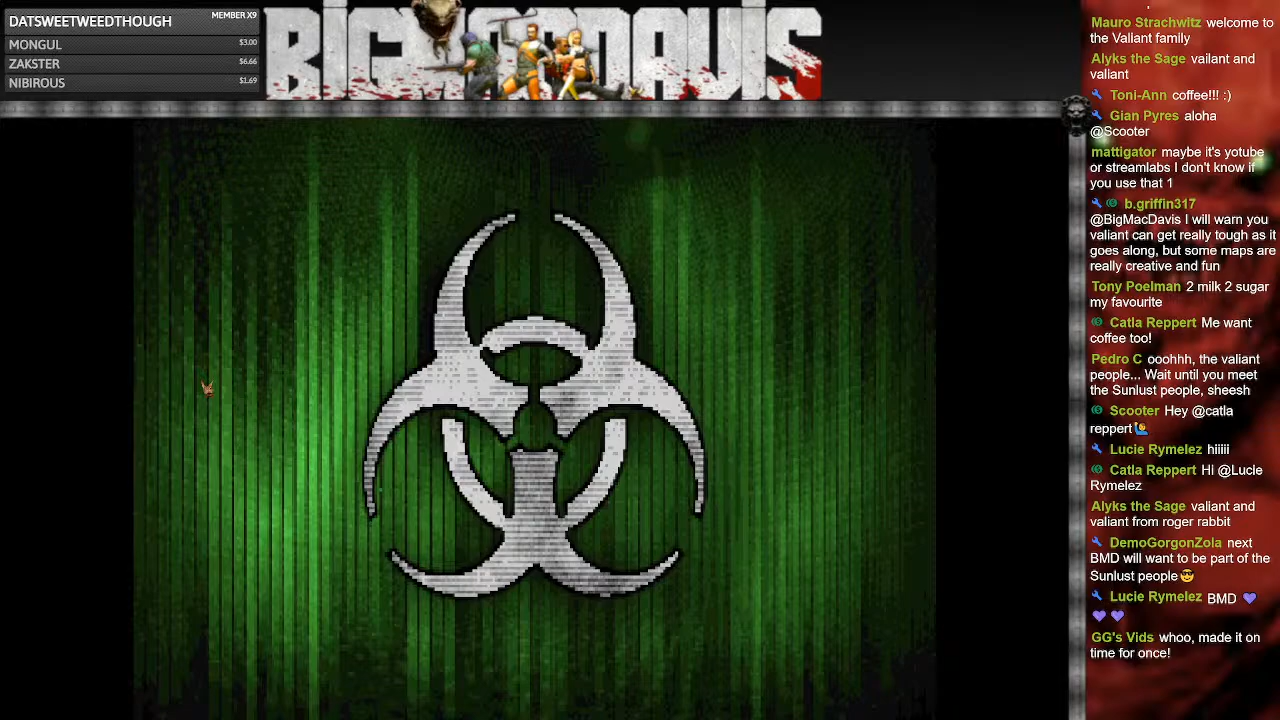 DATSWEETWEEDTHOUGH MEMBER X9
MONGUL $3.00
ZAKSTER $6.66
NIBIROUS $1.69
BIGMACDAVIS
Mauro Strachwitz welcome to
the Valiant family
Alyks the Sage valiant and
valiant
Toni-Ann coffee!!! :)
Gian Pyres aloha
@Scooter
mattigator maybe it's yotube
or streamlabs I don't know if
you use that 1
b.griffin317
@BigMacDavis I will warn you
valiant can get really tough as it
goes along, but some maps are
really creative and fun
Tony Poelman 2 milk 2 sugar
my favourite
Catla Reppert Me want
coffee too!
Pedro C ooohhh, the valiant
people... Wait until you meet
the sunlust people sheesh
Scooter Hey @catla
reppert
Lucie Rymelez hiiiii
Catla Reppert HI @Lucie
Rymelez
Alyks the Sage valiant and
valiant from roger rabbit
DemoGorgonZola next
BMD will want to be part of the
Sunlust people
Lucie Rymelez BMD
GG's Vids whoo, made it on
time for once!